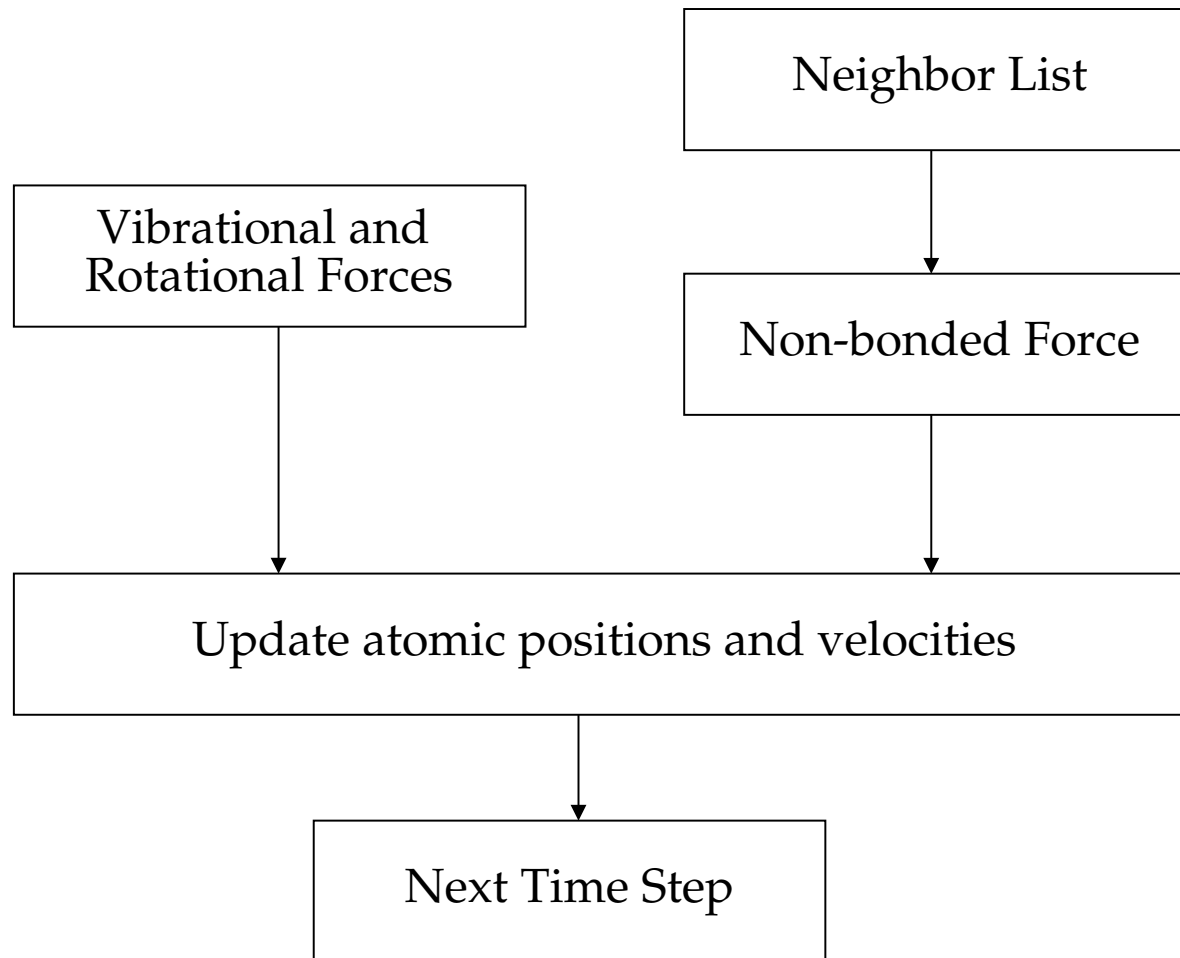 Neighbor List
Vibrational and
Rotational Forces
Non-bonded Force
Update atomic positions and velocities
Next Time Step